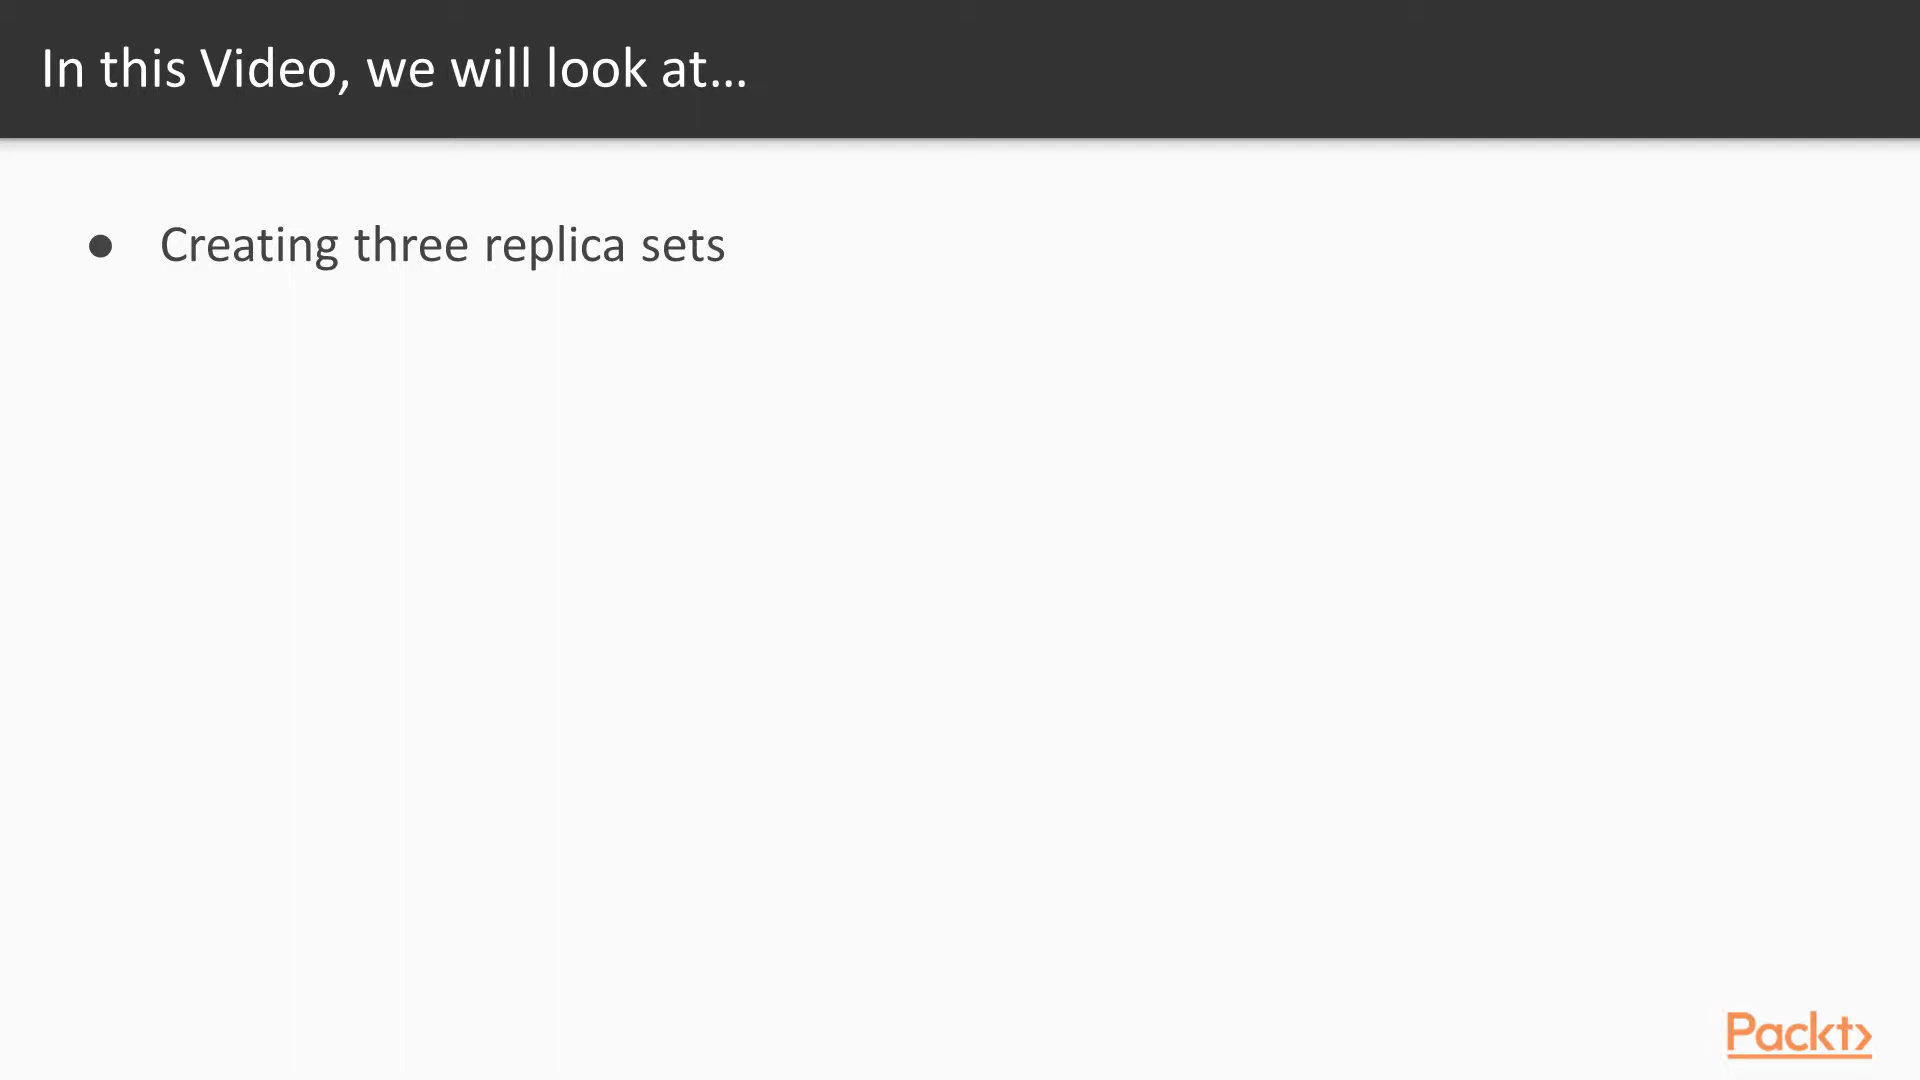 In this Video, we will look at...
● Creating three replica sets
Packt>